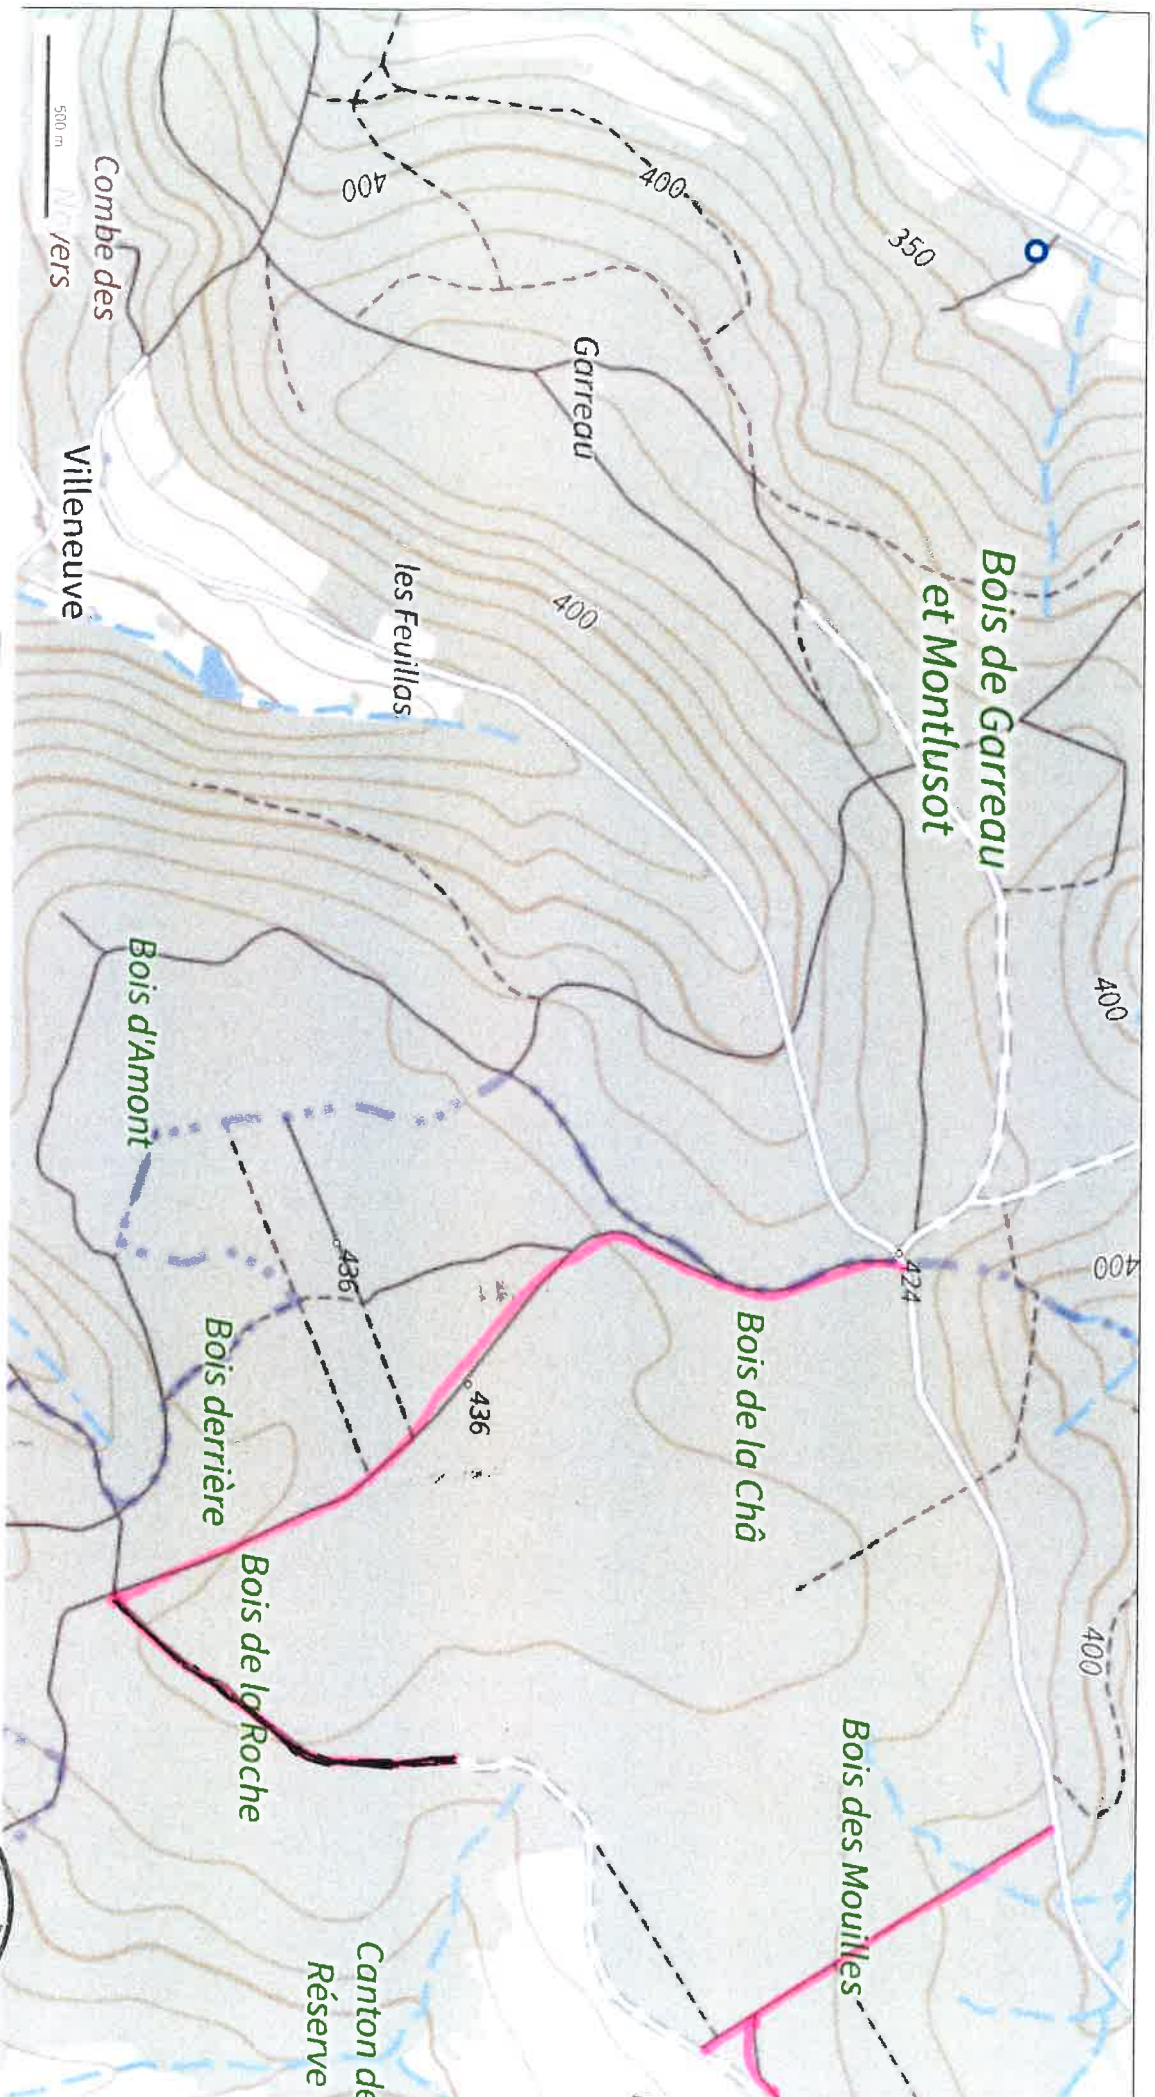 400
Bois de Garreau
et Montlusot
400
400
350
400
Garreau
400
400
les Feuillas
Combe des
500 m
Villeneuve
424
Bois de la Châ
Bois des Mouilles
436
436
Bois d'Amont
Bois derrière
Bois de la Roche
Canton de
Réserve